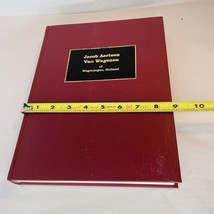 Jacob Aertsen
Van Wagenen
of
Wageningen, Holland
1 2 3 4 5 6 7 8 9 10